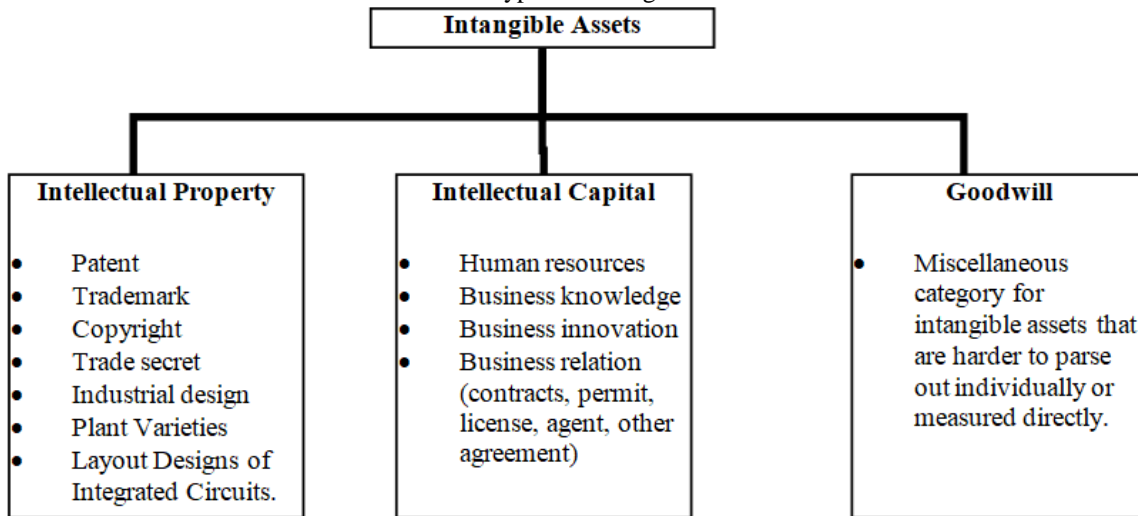 Intangible Assets
Intellectual Property
• Patent
• Trademark
• Copyright
• Trade secret
• Industrial design
• Plant Varieties
• Layout Designs of
Integrated Circuits.
Intellectual Capital
• Human resources
• Business knowledge
• Business innovation
• Business relation
(contracts, permit,
license, agent, other
agreement)
Goodwill
• Miscellaneous
category for
intangible assets that
are harder to parse
out individually or
measured directly.